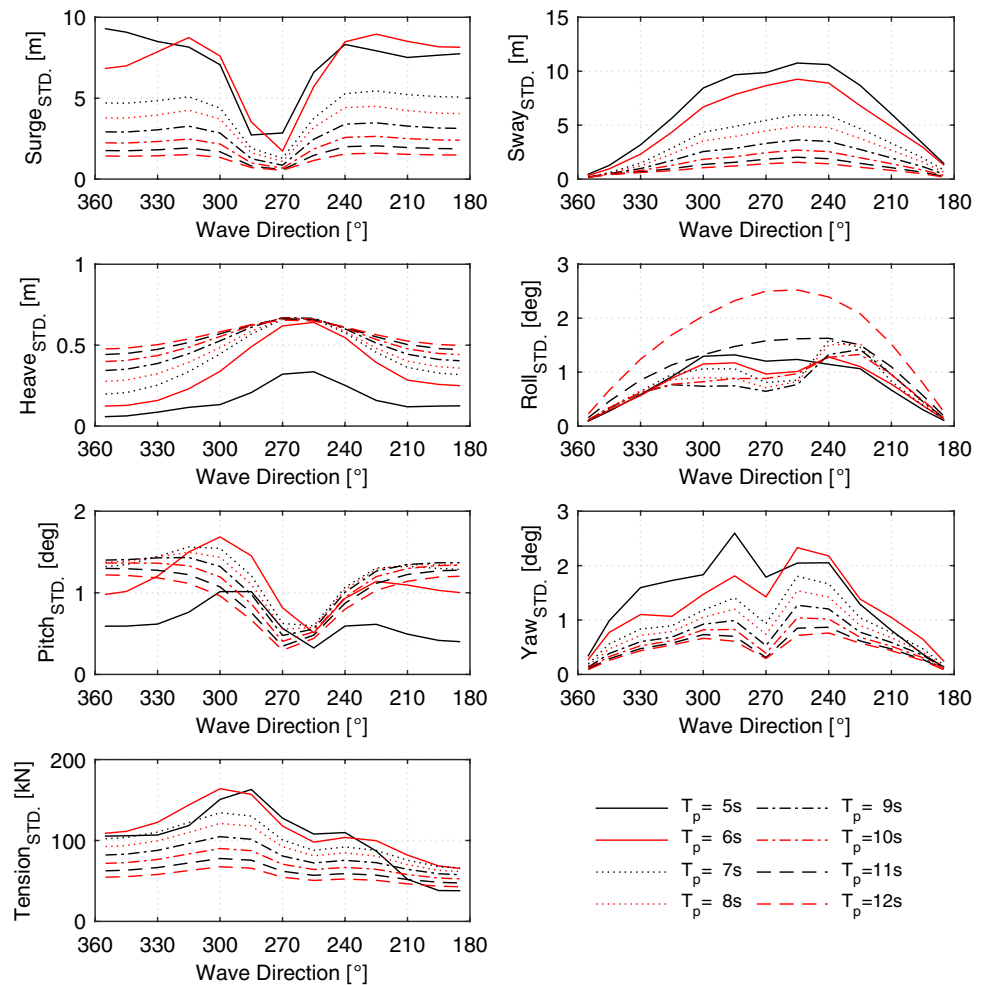 Surge_STD. [m]
10
5
0
360 330 300 270 240 210 180
Wave Direction [°]
Sway_STD. [m]
15
10
5
0
360 330 300 270 240 210 180
Wave Direction [°]
Heave_STD. [m]
1
0.5
0
360 330 300 270 240 210 180
Wave Direction [°]
Roll_STD. [deg]
3
2
1
0
360 330 300 270 240 210 180
Wave Direction [°]
Pitch_STD. [deg]
2
1
0
360 330 300 270 240 210 180
Wave Direction [°]
Yaw_STD. [deg]
3
2
1
0
360 330 300 270 240 210 180
Wave Direction [°]
Tension_STD. [kN]
200
100
0
360 330 300 270 240 210 180
Wave Direction [°]
T_p= 5s T_p= 9s
T_p= 6s T_p=10s
T_p= 7s T_p=11s
T_p= 8s T_p=12s